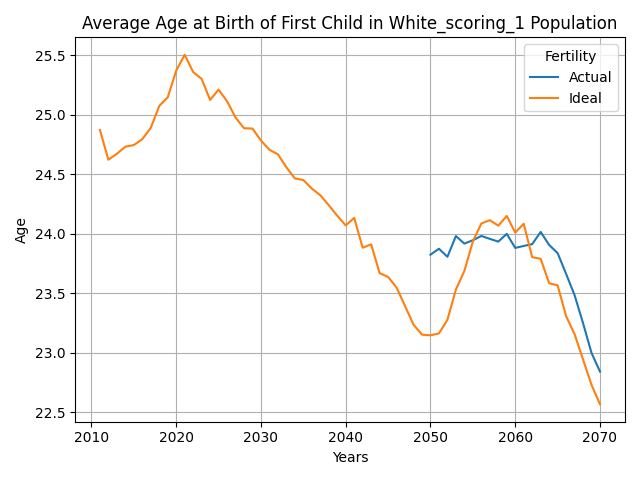 Average Age at Birth of First Child in White_scoring_1 Population
Fertility
Actual
Ideal
Age
25.5
25.0
24.5
24.0
23.5
23.0
22.5
2010 2020 2030 2040 2050 2060 2070
Years